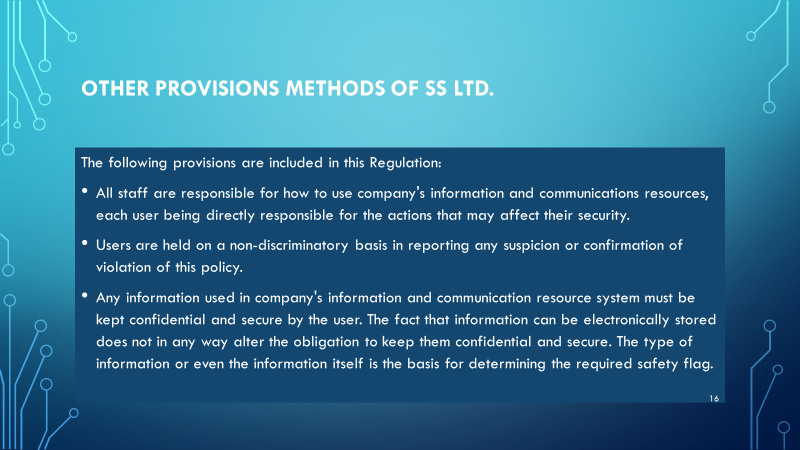 OTHER PROVISIONS METHODS OF SS LTD.
The following provisions are included in this Regulation:
• All staff are responsible for how to use company's information and communications resources,
each user being directly responsible for the actions that may affect their security.
• Users are held on a non-discriminatory basis in reporting any suspicion or confirmation of
violation of this policy.
• Any information used in company's information and communication resource system must be
kept confidential and secure by the user. The fact that information can be electronically stored
does not in any way alter the obligation to keep them confidential and secure. The type of
information or even the information itself is the basis for determining the required safety flag.
16